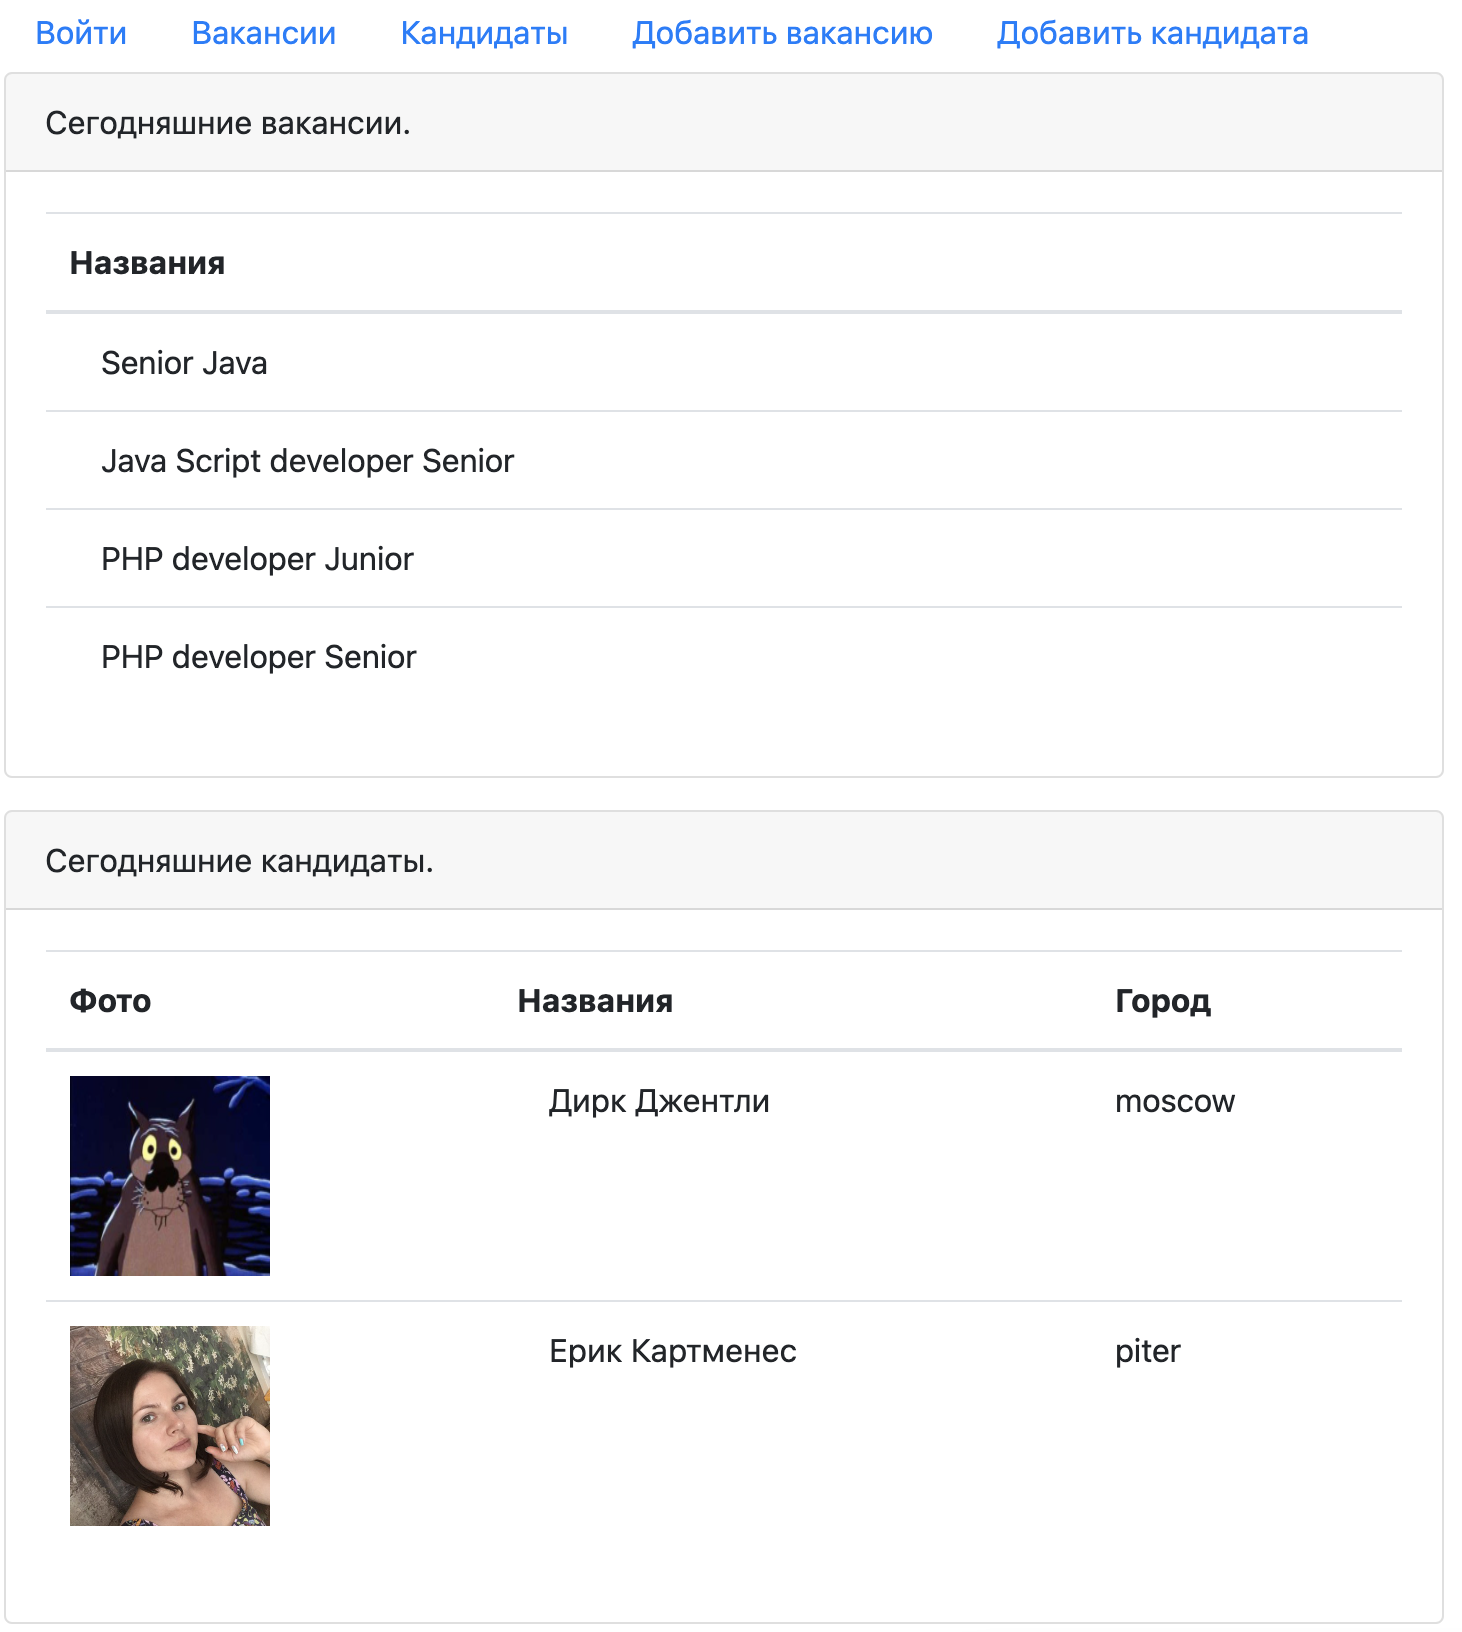 Войти Вакансии Кандидаты Добавить вакансию Добавить кандидата
Сегодняшние вакансии.
Названия
Senior Java
Java Script developer Senior
PHP developer Junior
PHP developer Senior
Сегодняшние кандидаты.
Фото Названия Город
Дирк Джентли moscow
Ерик Картменес piter